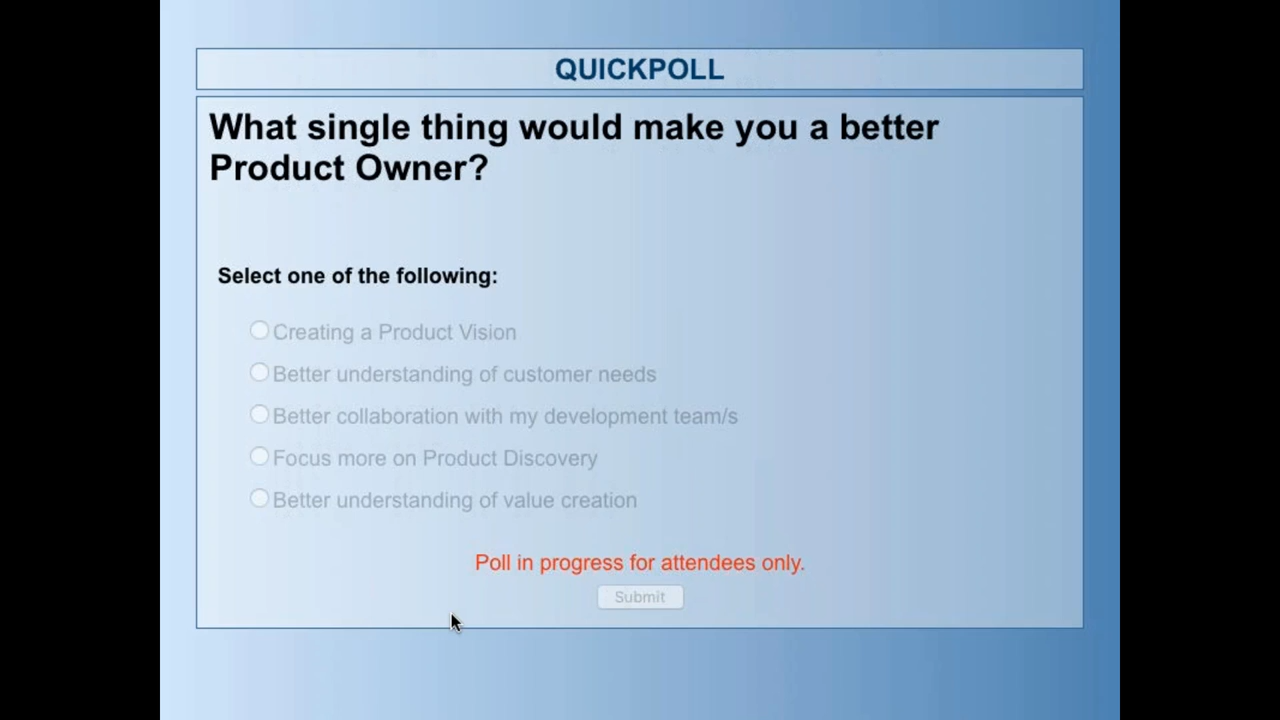 QUICKPOLL
What single thing would make you a better
Product Owner?
Select one of the following:
Creating a Product Vision
Better understanding of customer needs
Better collaboration with my development team/s
Focus more on Product Discovery
Better understanding of value creation
Poll in progress for attendees only.
Submit